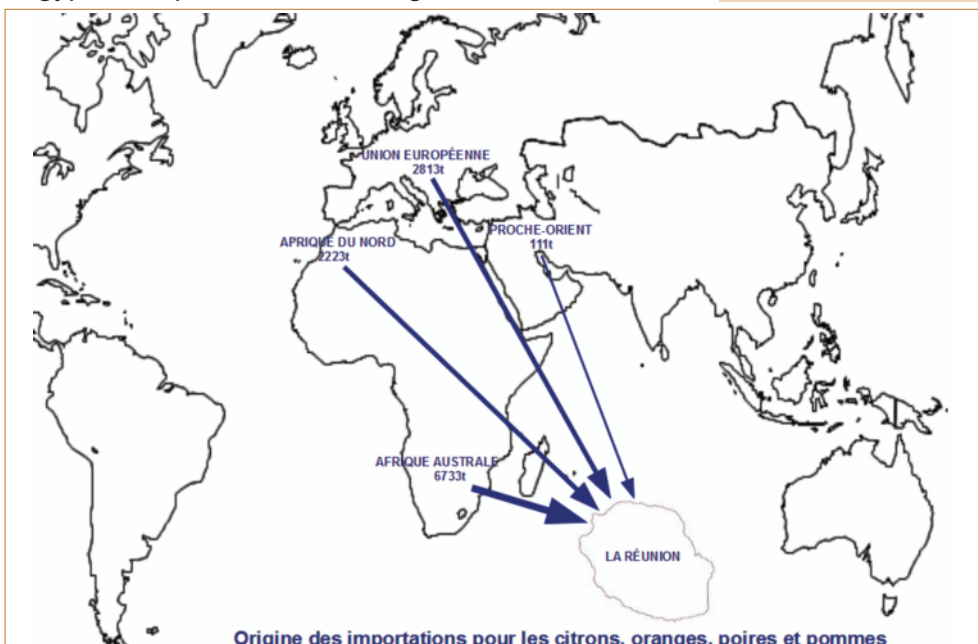 UNION EUROPÉENNE
2813t
PROCHE-ORIENT
111t
APRIQUE DU NORD
2223t
AFRIQUE AUSTRALE
6733t
LA RÉUNION
Origine des importations pour les citrons, oranges, poires et pommes